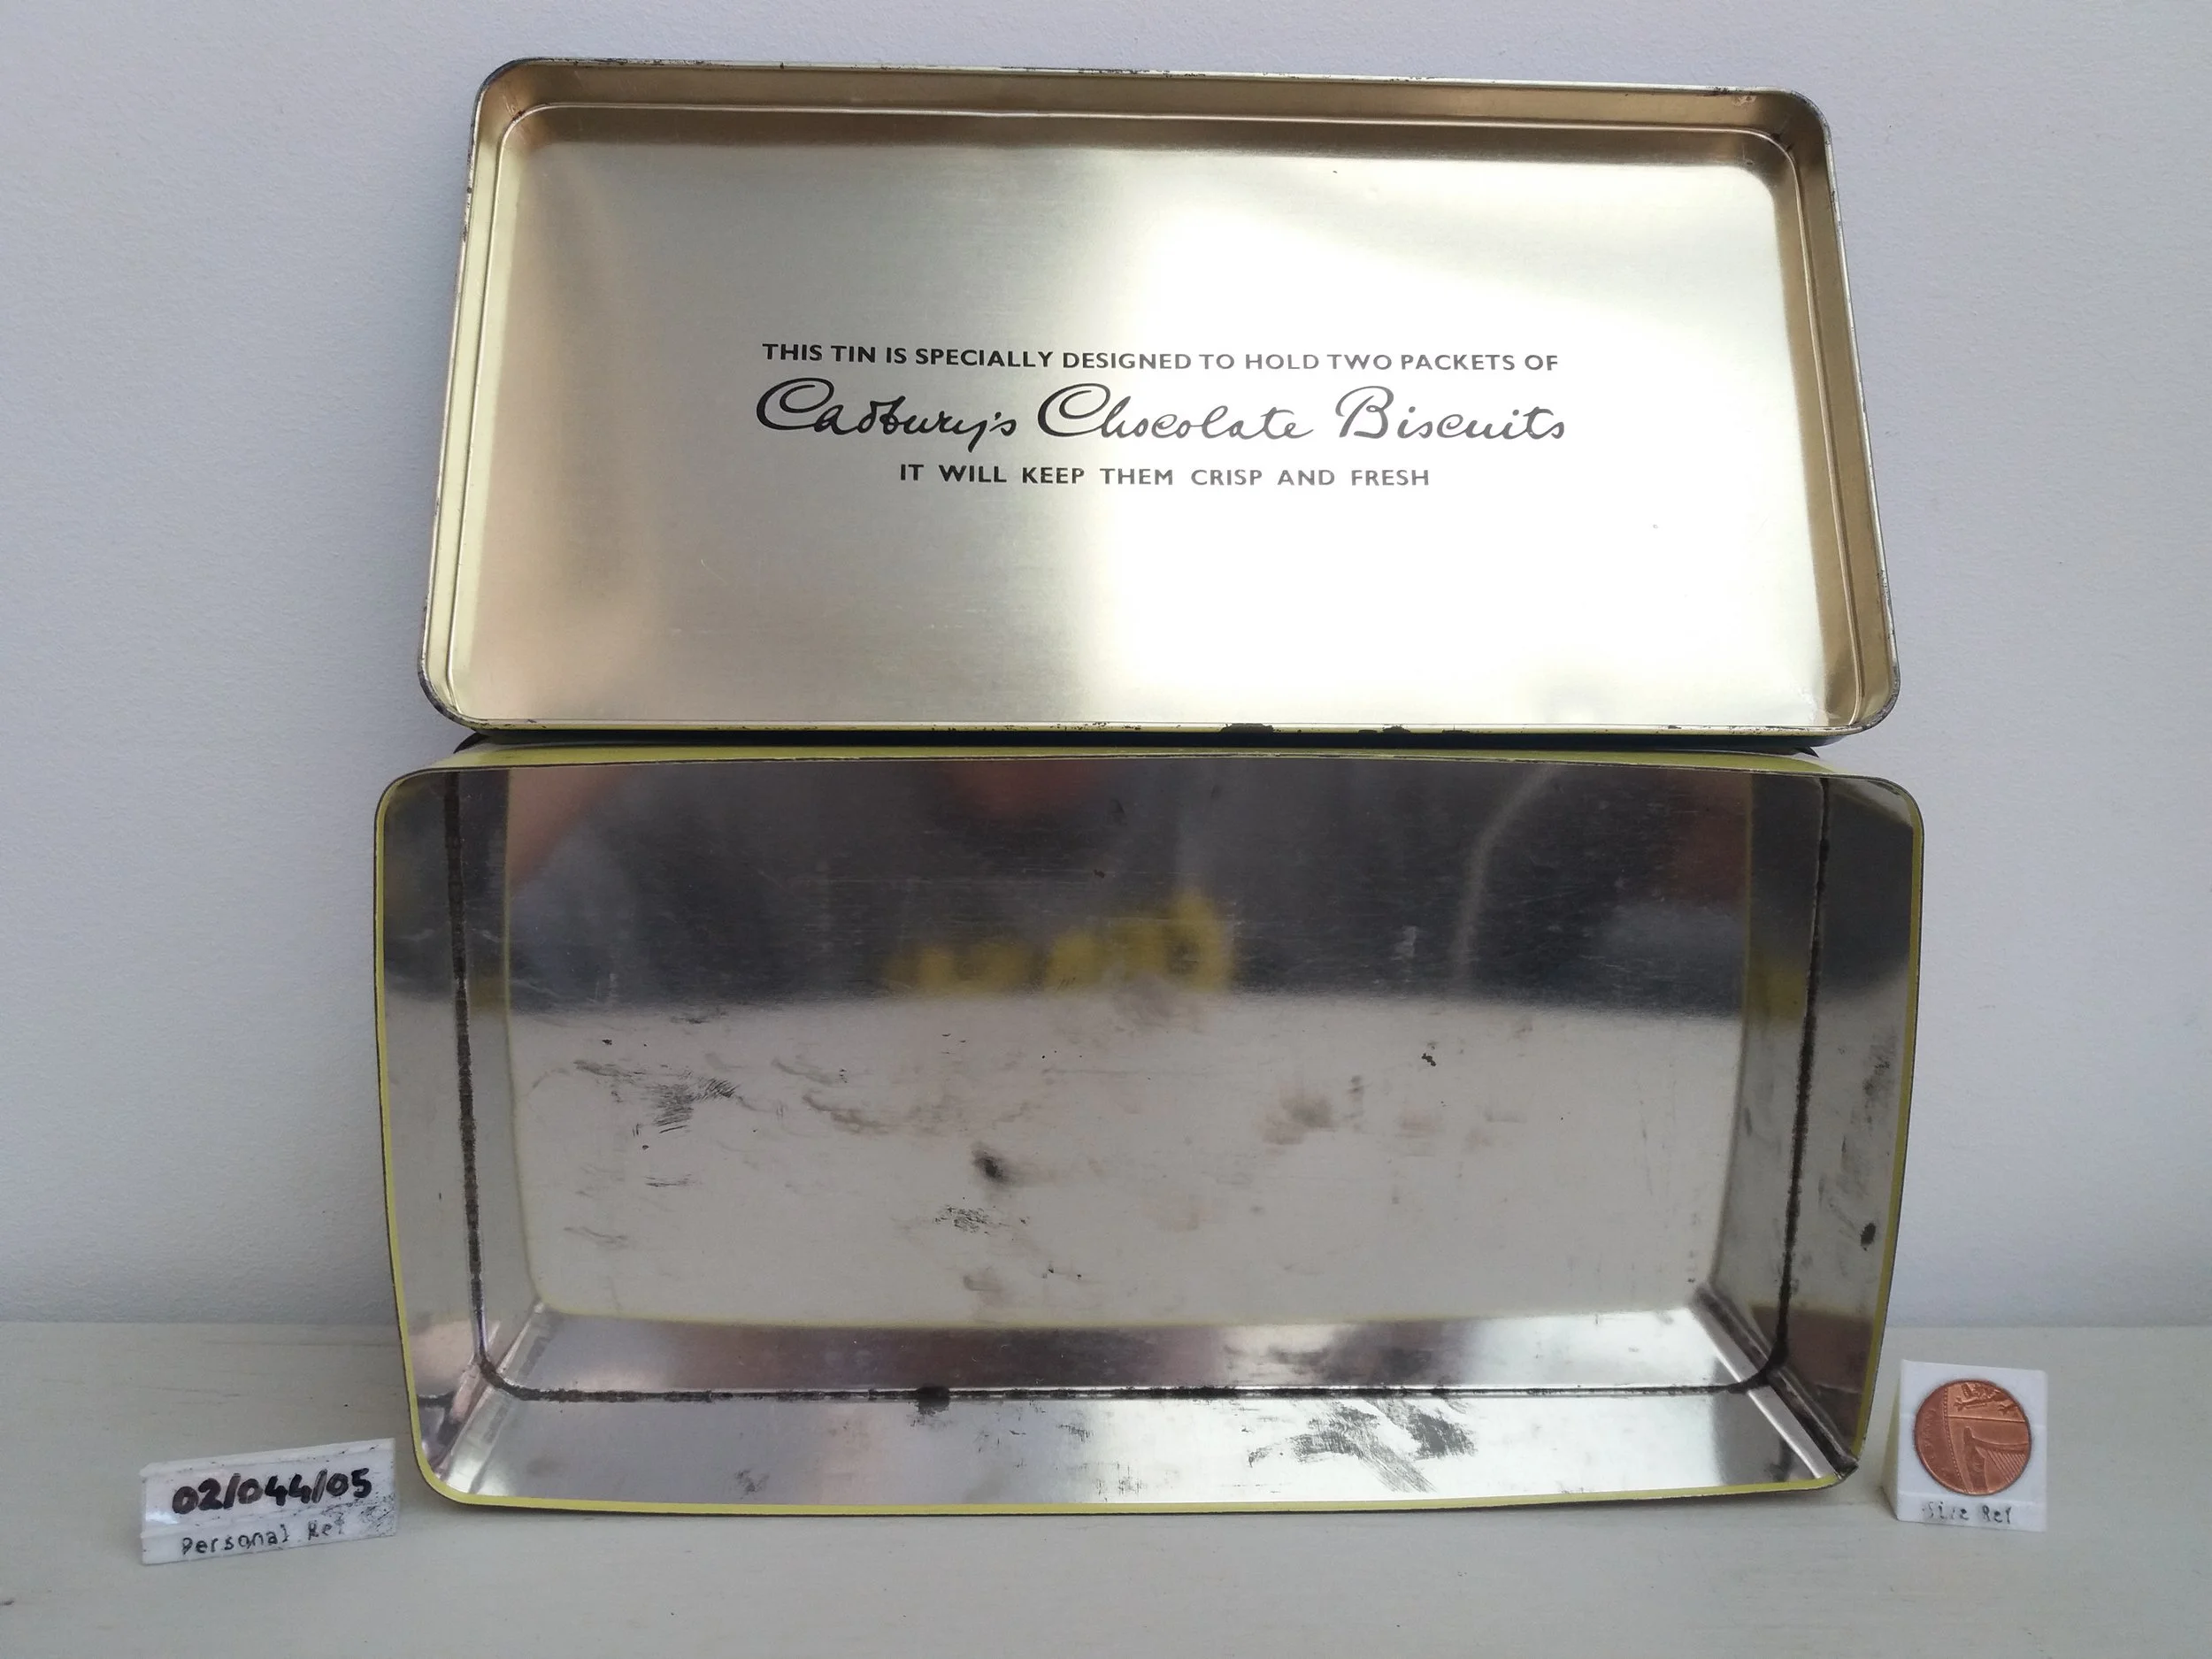 THIS TIN IS SPECIALLY DESIGNED TO HOLD TWO PACKETS OF
Cadbury's Chocolate Biscuits
IT WILL KEEP THEM CRISP AND FRESH
02/044/05
Personal Ref
Size Ref